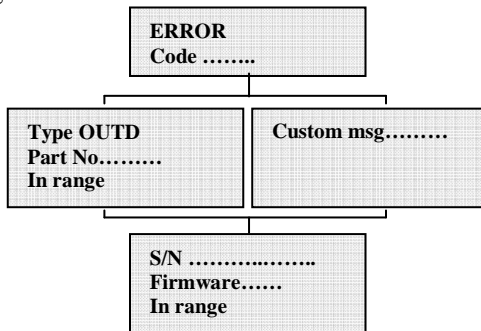 ERROR
Code ……..
Type OUTD
Part No………
In range
Custom msg………
S/N ………...……..
Firmware……
In range